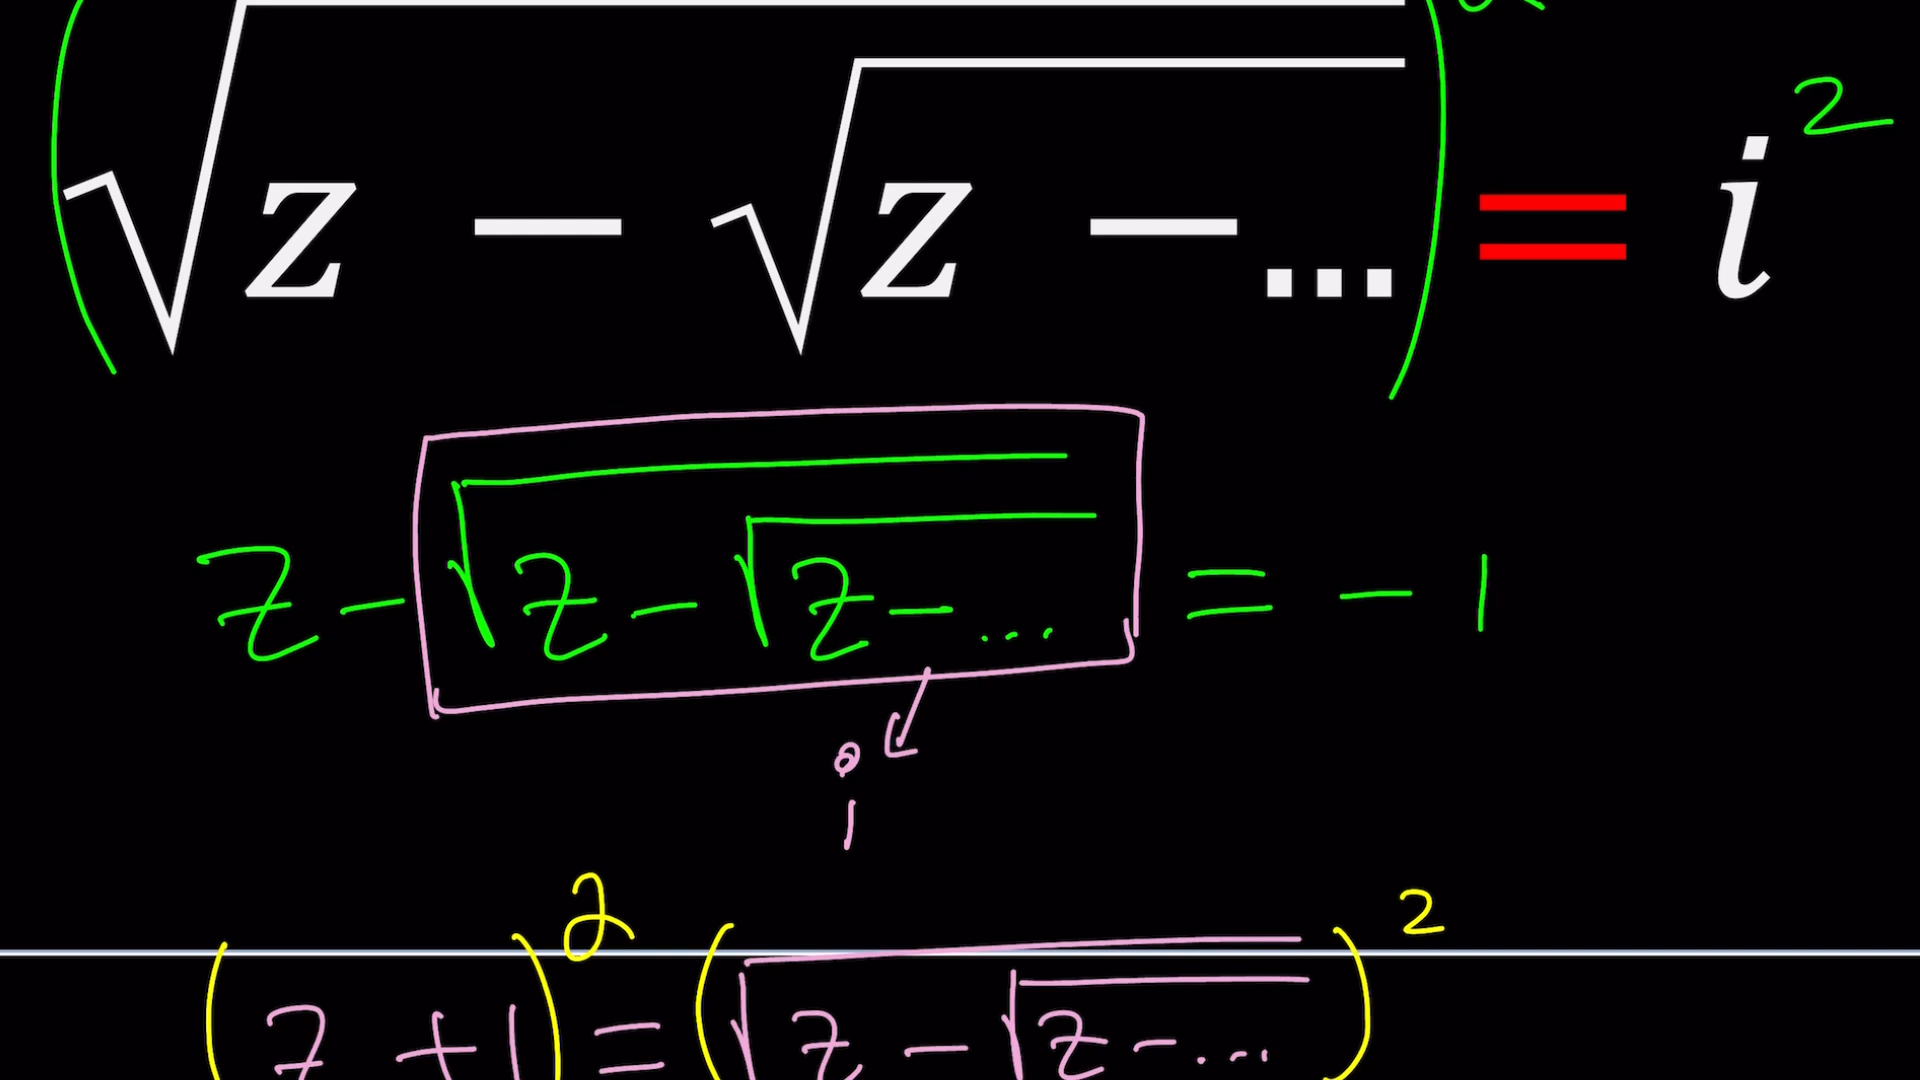 (√(z − √(z − ...)))² = i²
z − √(z − √(z − ...)) = −1
i
(z + 1)² = (√(z − √(z − ...)))²